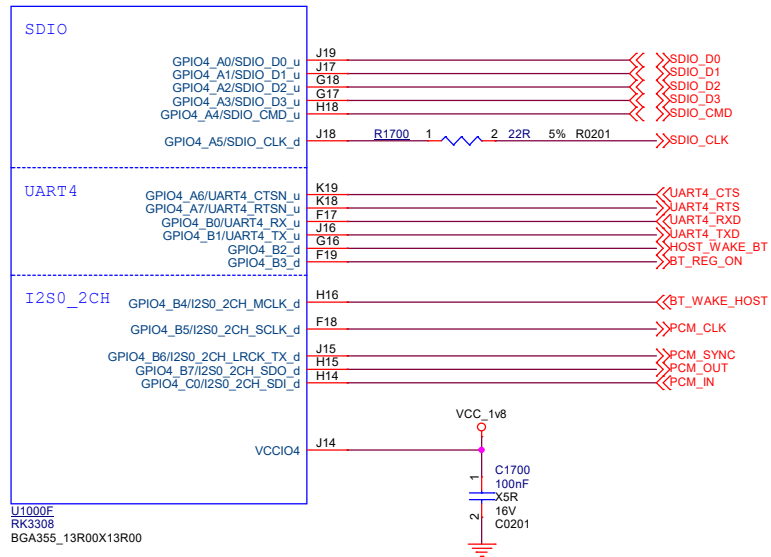 SDIO
GPIO4_A0/SDIO_D0_u J19 SDIO_D0
GPIO4_A1/SDIO_D1_u J17 SDIO_D1
GPIO4_A2/SDIO_D2_u G18 SDIO_D2
GPIO4_A3/SDIO_D3_u G17 SDIO_D3
GPIO4_A4/SDIO_CMD_u H18 SDIO_CMD
GPIO4_A5/SDIO_CLK_d J18 R1700 1 2 22R 5% R0201 SDIO_CLK
UART4
GPIO4_A6/UART4_CTSN_u K19 UART4_CTS
GPIO4_A7/UART4_RTSN_u K18 UART4_RTS
GPIO4_B0/UART4_RX_u F17 UART4_RXD
GPIO4_B1/UART4_TX_u J16 UART4_TXD
GPIO4_B2_d G16 HOST_WAKE_BT
GPIO4_B3_d F19 BT_REG_ON
I2S0_2CH
GPIO4_B4/I2S0_2CH_MCLK_d H16 BT_WAKE_HOST
GPIO4_B5/I2S0_2CH_SCLK_d F18 PCM_CLK
GPIO4_B6/I2S0_2CH_LRCK_TX_d J15 PCM_SYNC
GPIO4_B7/I2S0_2CH_SDO_d H15 PCM_OUT
GPIO4_C0/I2S0_2CH_SDI_d H14 PCM_IN
VCC_1v8
VCCIO4 J14
1 C1700
100nF
X5R
2 16V
C0201
U1000F
RK3308
BGA355_13R00X13R00